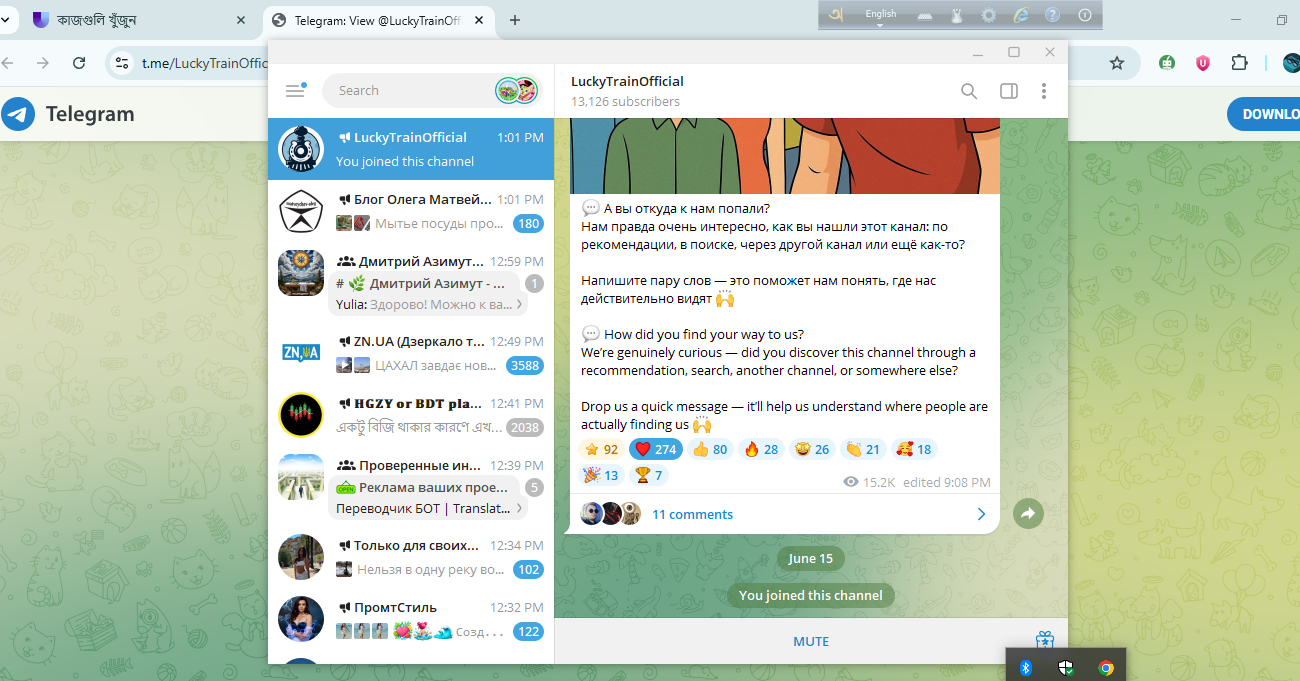 কাজগুলি খুঁজুন
Telegram: View @LuckyTrainOffi
English
t.me/LuckyTrainOffic
Telegram
DOWNLO
Search
LuckyTrainOfficial
13,126 subscribers
LuckyTrainOfficial 1:01 PM
You joined this channel
Блог Олега Матвей... 1:01 PM
Мытье посуды про... 180
Дмитрий Азимут... 12:59 PM
# Дмитрий Азимут - ... 1
Yulia: Здорово! Можно к ва...
ZN,UA
ZN.UA (Дзеркало т... 12:49 PM
ЦАХАЛ завдає нов... 3588
HGZY or BDT pla... 12:41 PM
একটু বিজি থাকার কারণে এখ... 2038
Проверенные ин... 12:39 PM
OPEN Реклама ваших прое... 5
Переводчик БОТ | Translat...
Только для своих... 12:34 PM
Нельзя в одну реку во... 102
ПромтСтиль 12:32 PM
Созд... 122
💬 А вы откуда к нам попали?
Нам правда очень интересно, как вы нашли этот канал: по
рекомендации, в поиске, через другой канал или ещё как-то?
Напишите пару слов — это поможет нам понять, где нас
действительно видят 🙌
💬 How did you find your way to us?
We're genuinely curious — did you discover this channel through a
recommendation, search, another channel, or somewhere else?
Drop us a quick message — it'll help us understand where people are
actually finding us 🙌
⭐ 92 ❤️ 274 👍 80 🔥 28 🤩 26 👏 21 🥰 18
🎉 13 🏆 7
15.2K edited 9:08 PM
11 comments
June 15
You joined this channel
MUTE